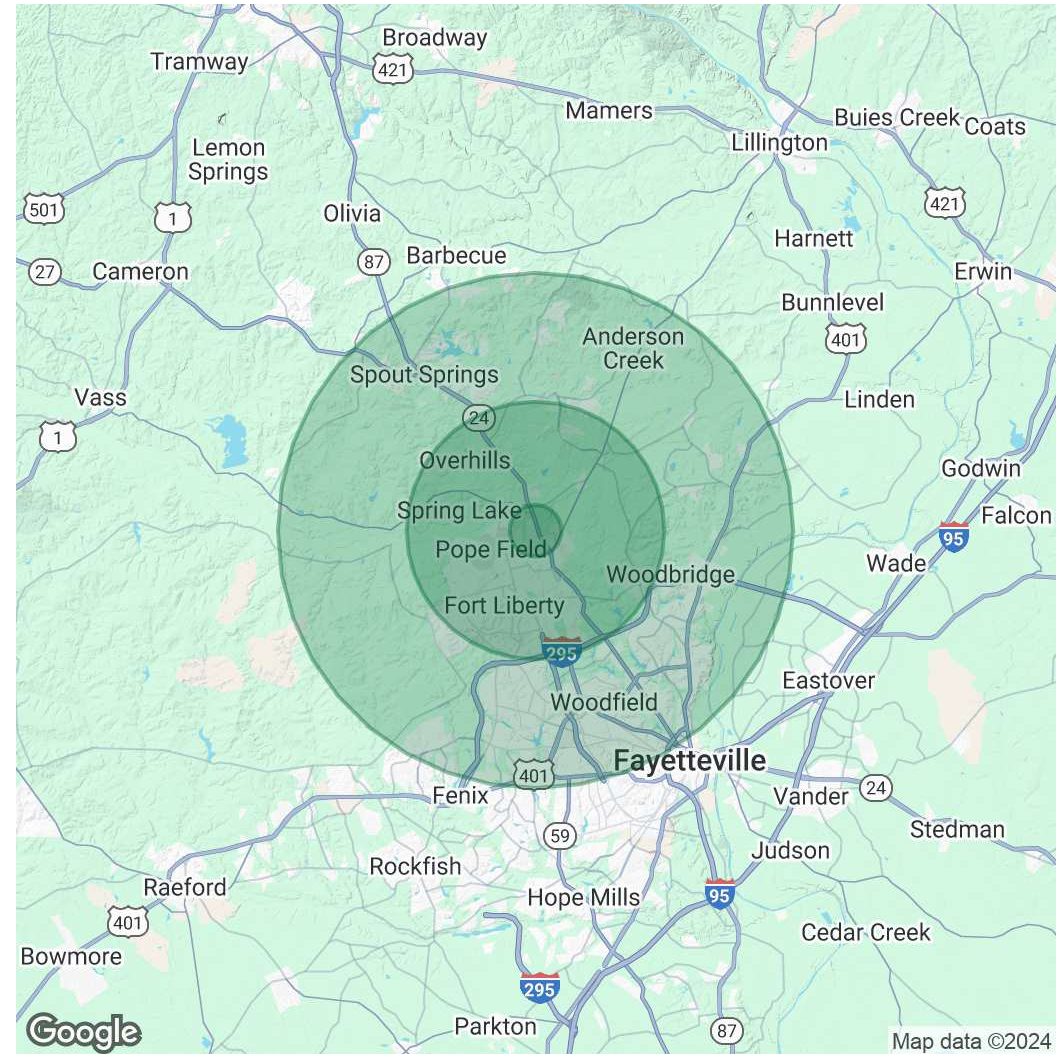 Broadway
Tramway
421
Mamers
Buies Creek
Coats
Lillington
Lemon
Springs
501
1
Olivia
421
Harnett
87
Barbecue
27
Cameron
Erwin
Bunnlevel
Anderson
Creek
401
Spout Springs
Vass
Linden
24
1
Overhills
Godwin
Spring Lake
Falcon
95
Pope Field
Wade
Woodbridge
Fort Liberty
295
Eastover
Woodfield
Fayetteville
401
Fenix
Vander
24
59
Stedman
Judson
Rockfish
Raeford
Hope Mills
95
401
Cedar Creek
Bowmore
295
Parkton
87
Google
Map data ©2024